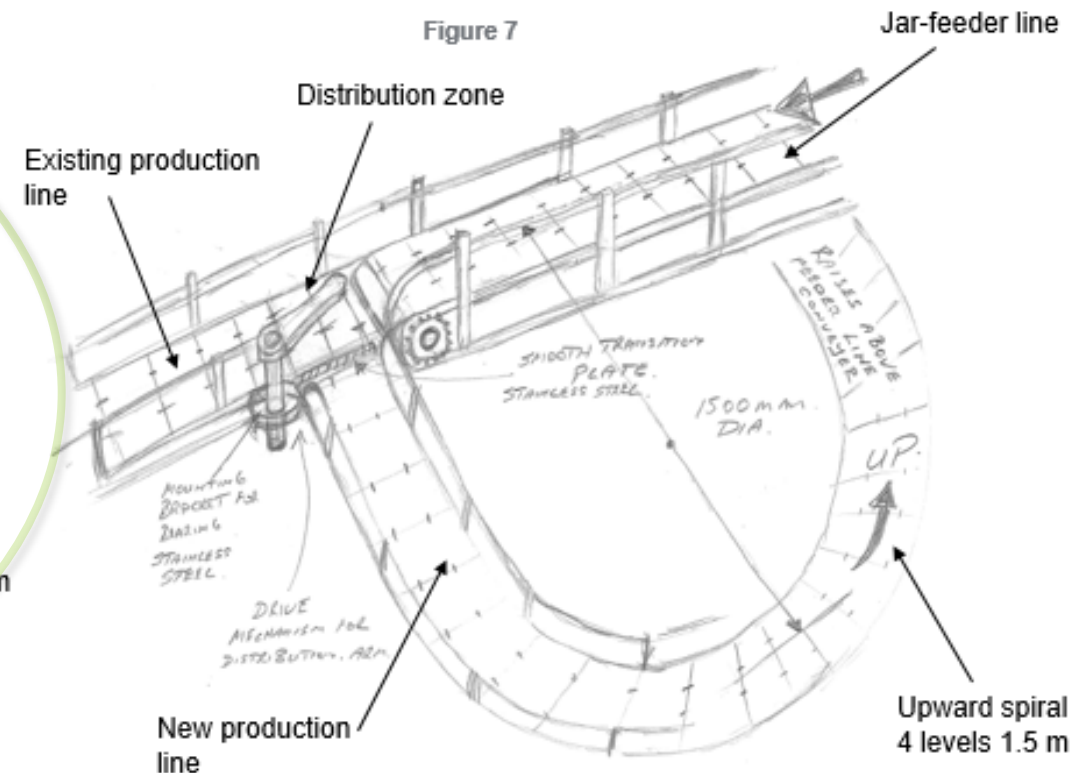 Figure 7
Jar-feeder line
Distribution zone
Existing production
line
RAISES ABOVE
FEEDER LINE
CONVEYER
SMOOTH TRANSITION
PLATE.
STAINLESS STEEL.
1500mm.
DIA.
UP.
MOUNTING
BRACKET FOR
STAINLESS
STEEL.
DRIVE
MECHANISM FOR
DISTRIBUTION. ARM
m
New production
line
Upward spiral
4 levels 1.5 m